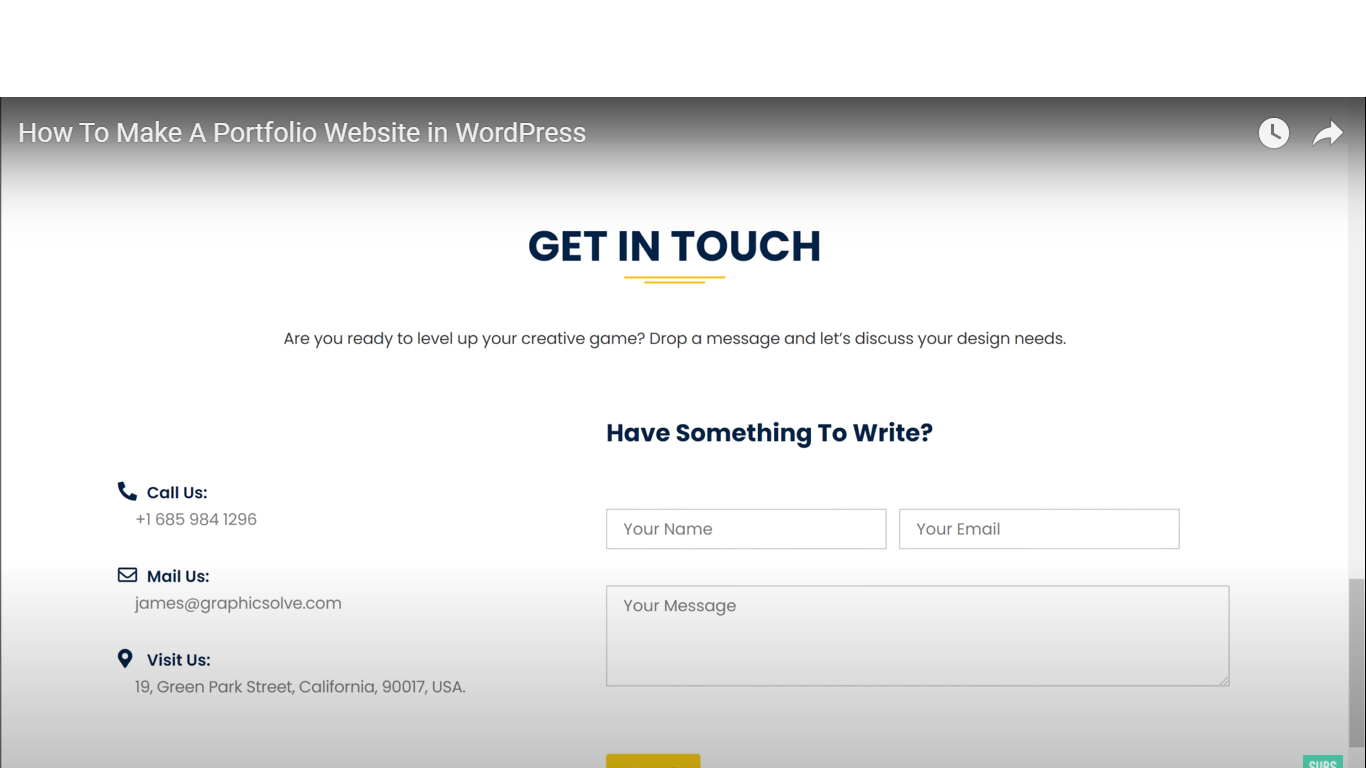 How To Make A Portfolio Website in WordPress
GET IN TOUCH
Are you ready to level up your creative game? Drop a message and let's discuss your design needs.
Have Something To Write?
Call Us:
+1 685 984 1296
Mail Us:
james@graphicsolve.com
Visit Us:
19, Green Park Street, California, 90017, USA.
Your Name
Your Email
Your Message
SUBS